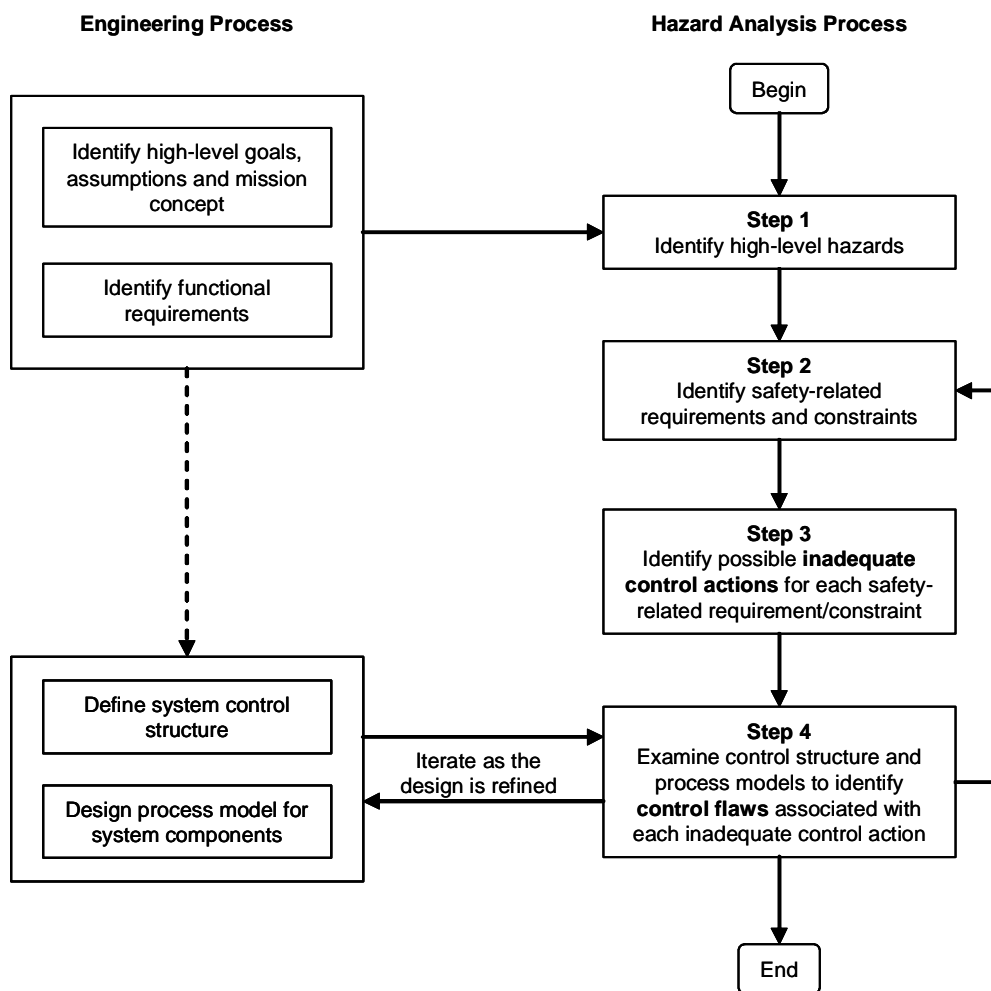 Engineering Process
Hazard Analysis Process
Begin
Identify high-level goals,
assumptions and mission
concept
Identify functional
requirements
Step 1
Identify high-level hazards
Step 2
Identify safety-related
requirements and constraints
Step 3
Identify possible inadequate
control actions for each safety-
related requirement/constraint
Define system control
structure
Design process model for
system components
Iterate as the
design is refined
Step 4
Examine control structure and
process models to identify
control flaws associated with
each inadequate control action
End